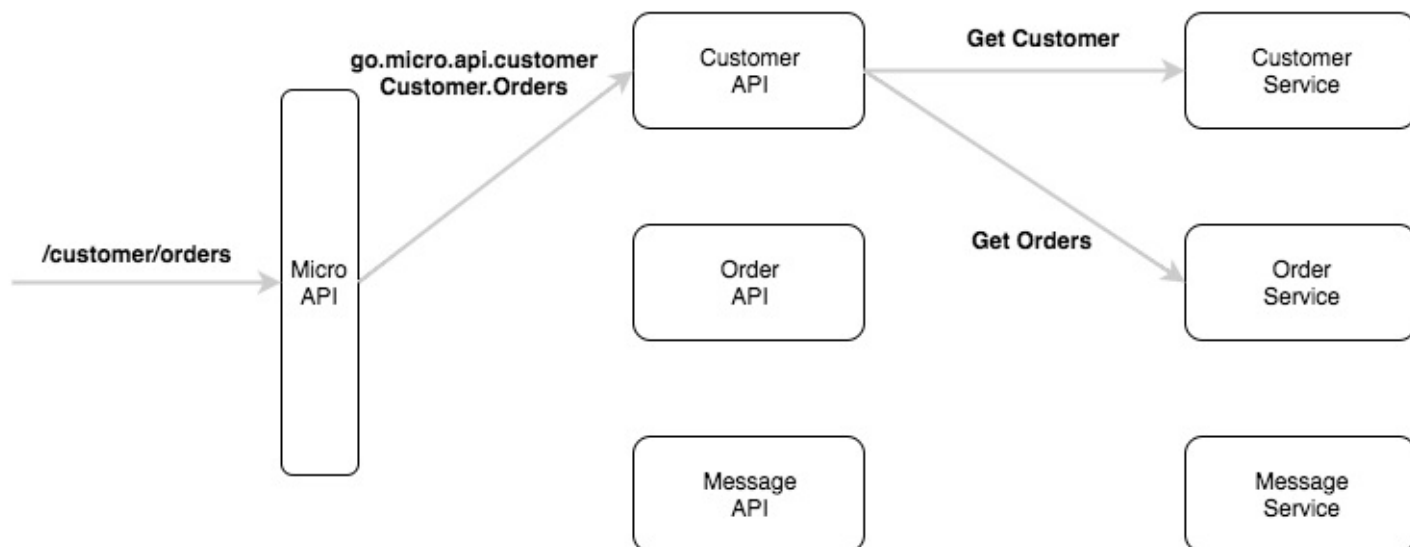 go.micro.api.customer
Customer.Orders
Customer
API
Get Customer
Customer
Service
/customer/orders
Micro
API
Order
API
Get Orders
Order
Service
Message
API
Message
Service